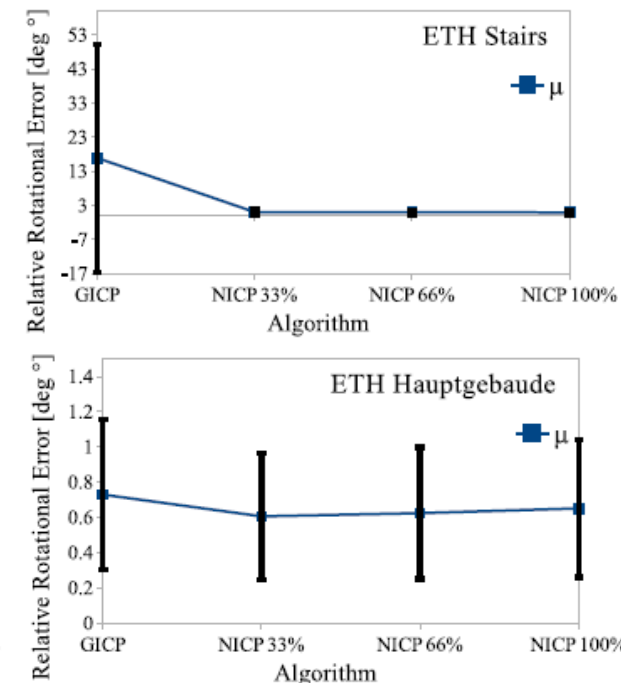 Relative Rotational Error [deg °]
ETH Stairs
μ
53
43
33
23
13
3
-7
-17
GICP NICP 33% NICP 66% NICP 100%
Algorithm
Relative Rotational Error [deg °]
ETH Hauptgebaude
μ
1.4
1.2
1
0.8
0.6
0.4
0.2
0
GICP NICP 33% NICP 66% NICP 100%
Algorithm